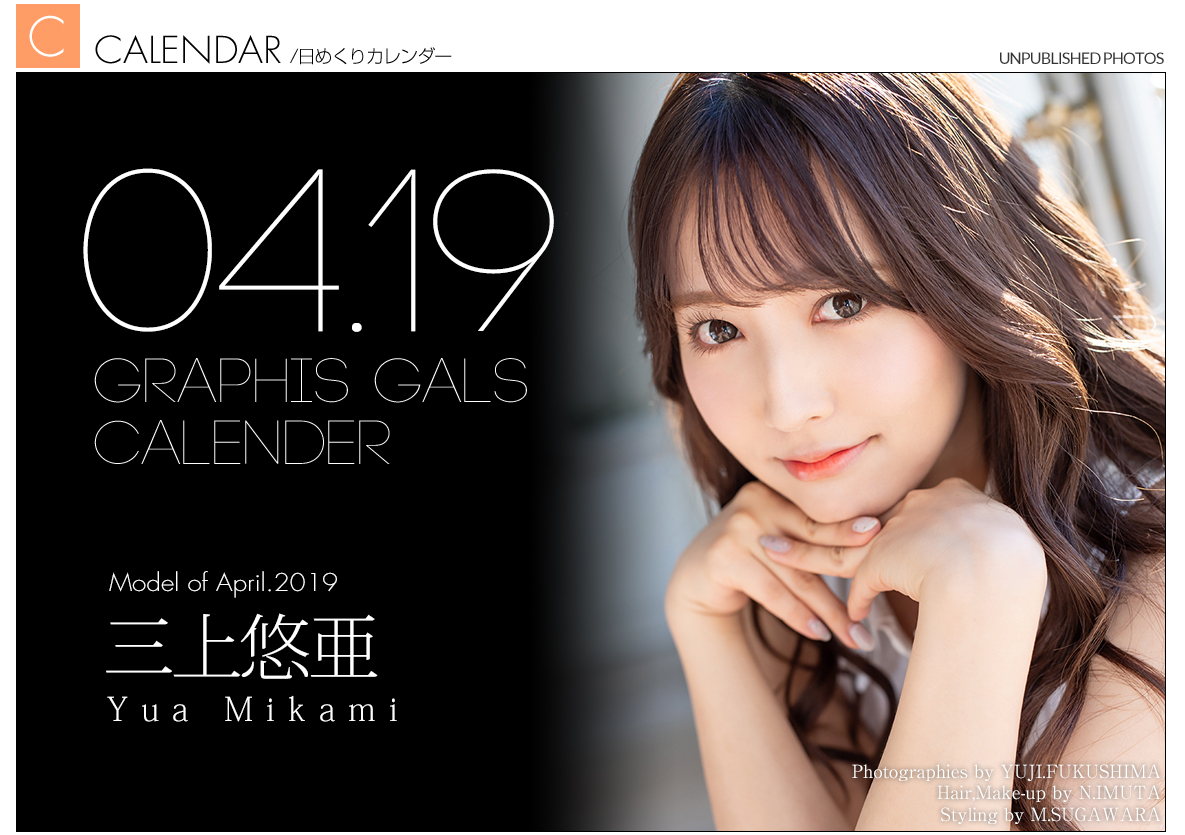 C
CALENDAR /日めくりカレンダー
UNPUBLISHED PHOTOS
04.19
GRAPHIS GALS
CALENDER
Model of April.2019
三上悠亜
Yua Mikami
Photographies by YUJI.FUKUSHIMA
Hair.Make-up by N.IMUTA
Styling by M.SUGAWARA